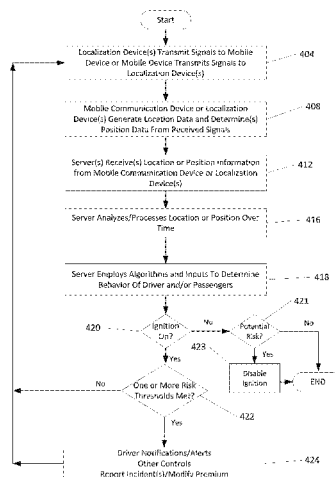 Start
Localization Device(s) Transmit Signals to Mobile
Device or Mobile Device Transmits Signals to
Localization Device(s)
404
Mobile Communication Device or Localization
Device(s) Generate Location Data and Determine(s)
Position Data From Received Signals
408
Server(s) Receive(s) Location or Position Information
from Mobile Communication Device or Localization
Device(s)
412
Server Analyzes/Processes Location or Position Over
Time
416
Server Employs Algorithms and Inputs To Determine
Behavior Of Driver and/or Passengers
418
420
Ignition
On?
No
421
Potential
Risk?
No
423
Yes
Yes
Disable
Ignition
END
No
One or More Risk
Thresholds Met?
422
Yes
Driver Notifications/Alerts
Other Controls
Report Incident(s)/Modify Premium
424